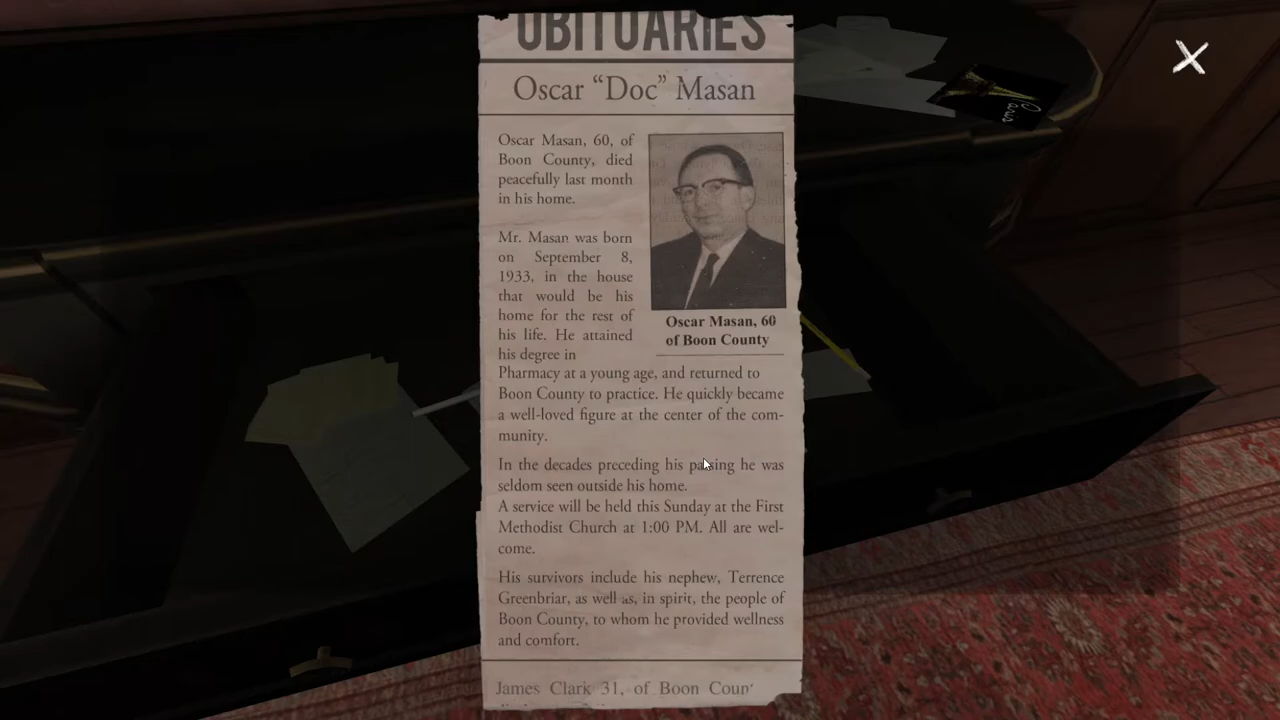 OBITUARIES
Oscar “Doc” Masan
Oscar Masan, 60, of
Boon County, died
peacefully last month
in his home.
Mr. Masan was born
on September 8,
1933, in the house
that would be his
home for the rest of
his life. He attained
his degree in
Pharmacy at a young age, and returned to
Boon County to practice. He quickly became
a well-loved figure at the center of the com-
munity.
In the decades preceding his passing he was
seldom seen outside his home.
A service will be held this Sunday at the First
Methodist Church at 1:00 PM. All are wel-
come.
His survivors include his nephew, Terrence
Greenbriar, as well as, in spirit, the people of
Boon County, to whom he provided wellness
and comfort.
Oscar Masan, 60
of Boon County
James Clark 31, of Boon Coun
Paris